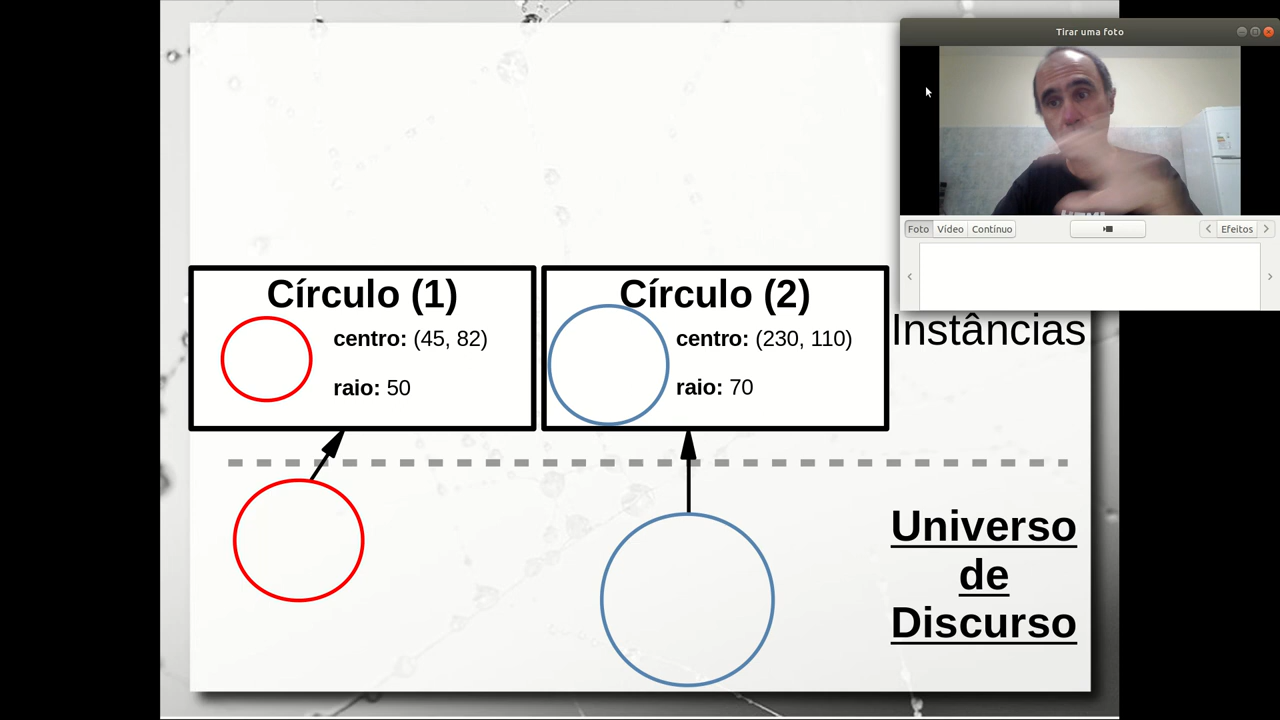 Tirar uma foto
Foto
Vídeo
Contínuo
Efeitos
Círculo (1)
centro: (45, 82)
raio: 50
Círculo (2)
centro: (230, 110)
raio: 70
Instâncias
Universo
de
Discurso